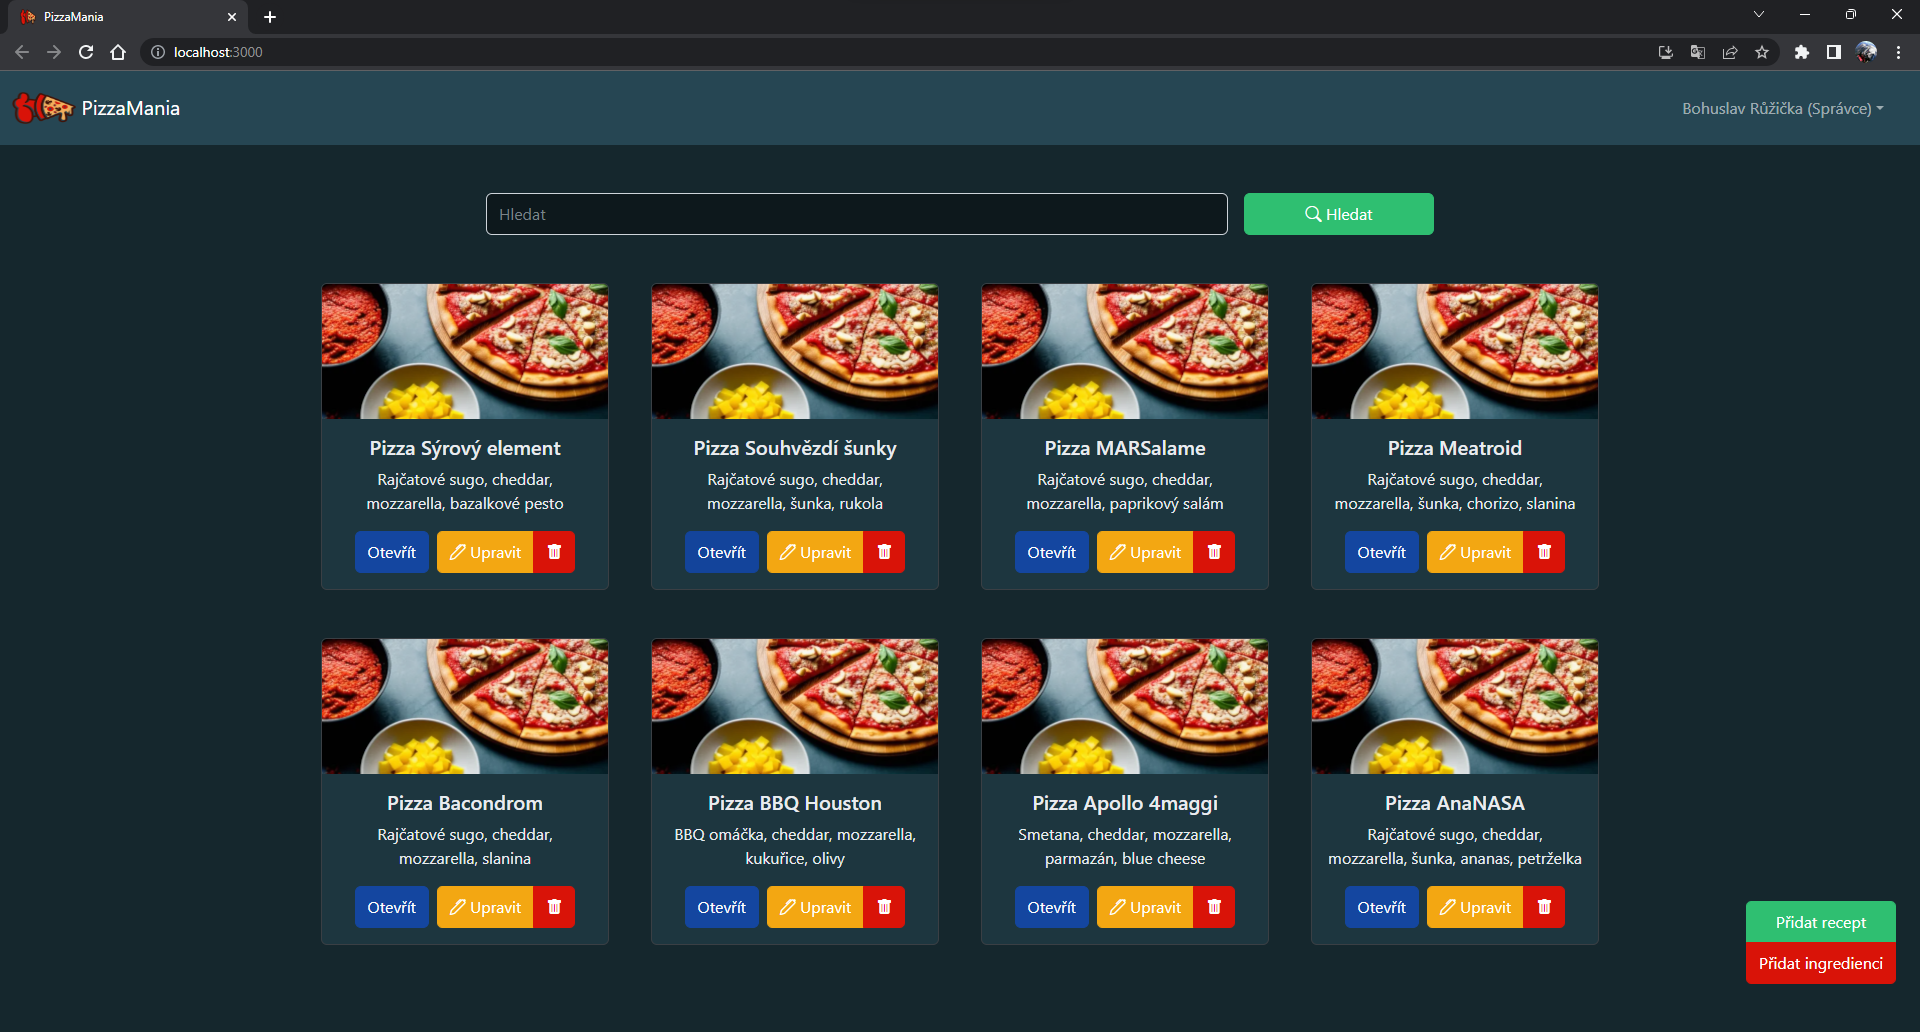 PizzaMania
localhost:3000
PizzaMania
Bohuslav Růžička (Správce)
Hledat
Hledat
Pizza Sýrový element
Rajčatové sugo, cheddar,
mozzarella, bazalkové pesto
Otevřít
Upravit
Pizza Souhvězdí šunky
Rajčatové sugo, cheddar,
mozzarella, šunka, rukola
Otevřít
Upravit
Pizza MARSalame
Rajčatové sugo, cheddar,
mozzarella, paprikový salám
Otevřít
Upravit
Pizza Meatroid
Rajčatové sugo, cheddar,
mozzarella, šunka, chorizo, slanina
Otevřít
Upravit
Pizza Bacondrom
Rajčatové sugo, cheddar,
mozzarella, slanina
Otevřít
Upravit
Pizza BBQ Houston
BBQ omáčka, cheddar, mozzarella,
kukuřice, olivy
Otevřít
Upravit
Pizza Apollo 4maggi
Smetana, cheddar, mozzarella,
parmazán, blue cheese
Otevřít
Upravit
Pizza AnaNASA
Rajčatové sugo, cheddar,
mozzarella, šunka, ananas, petrželka
Otevřít
Upravit
Přidat recept
Přidat ingredienci